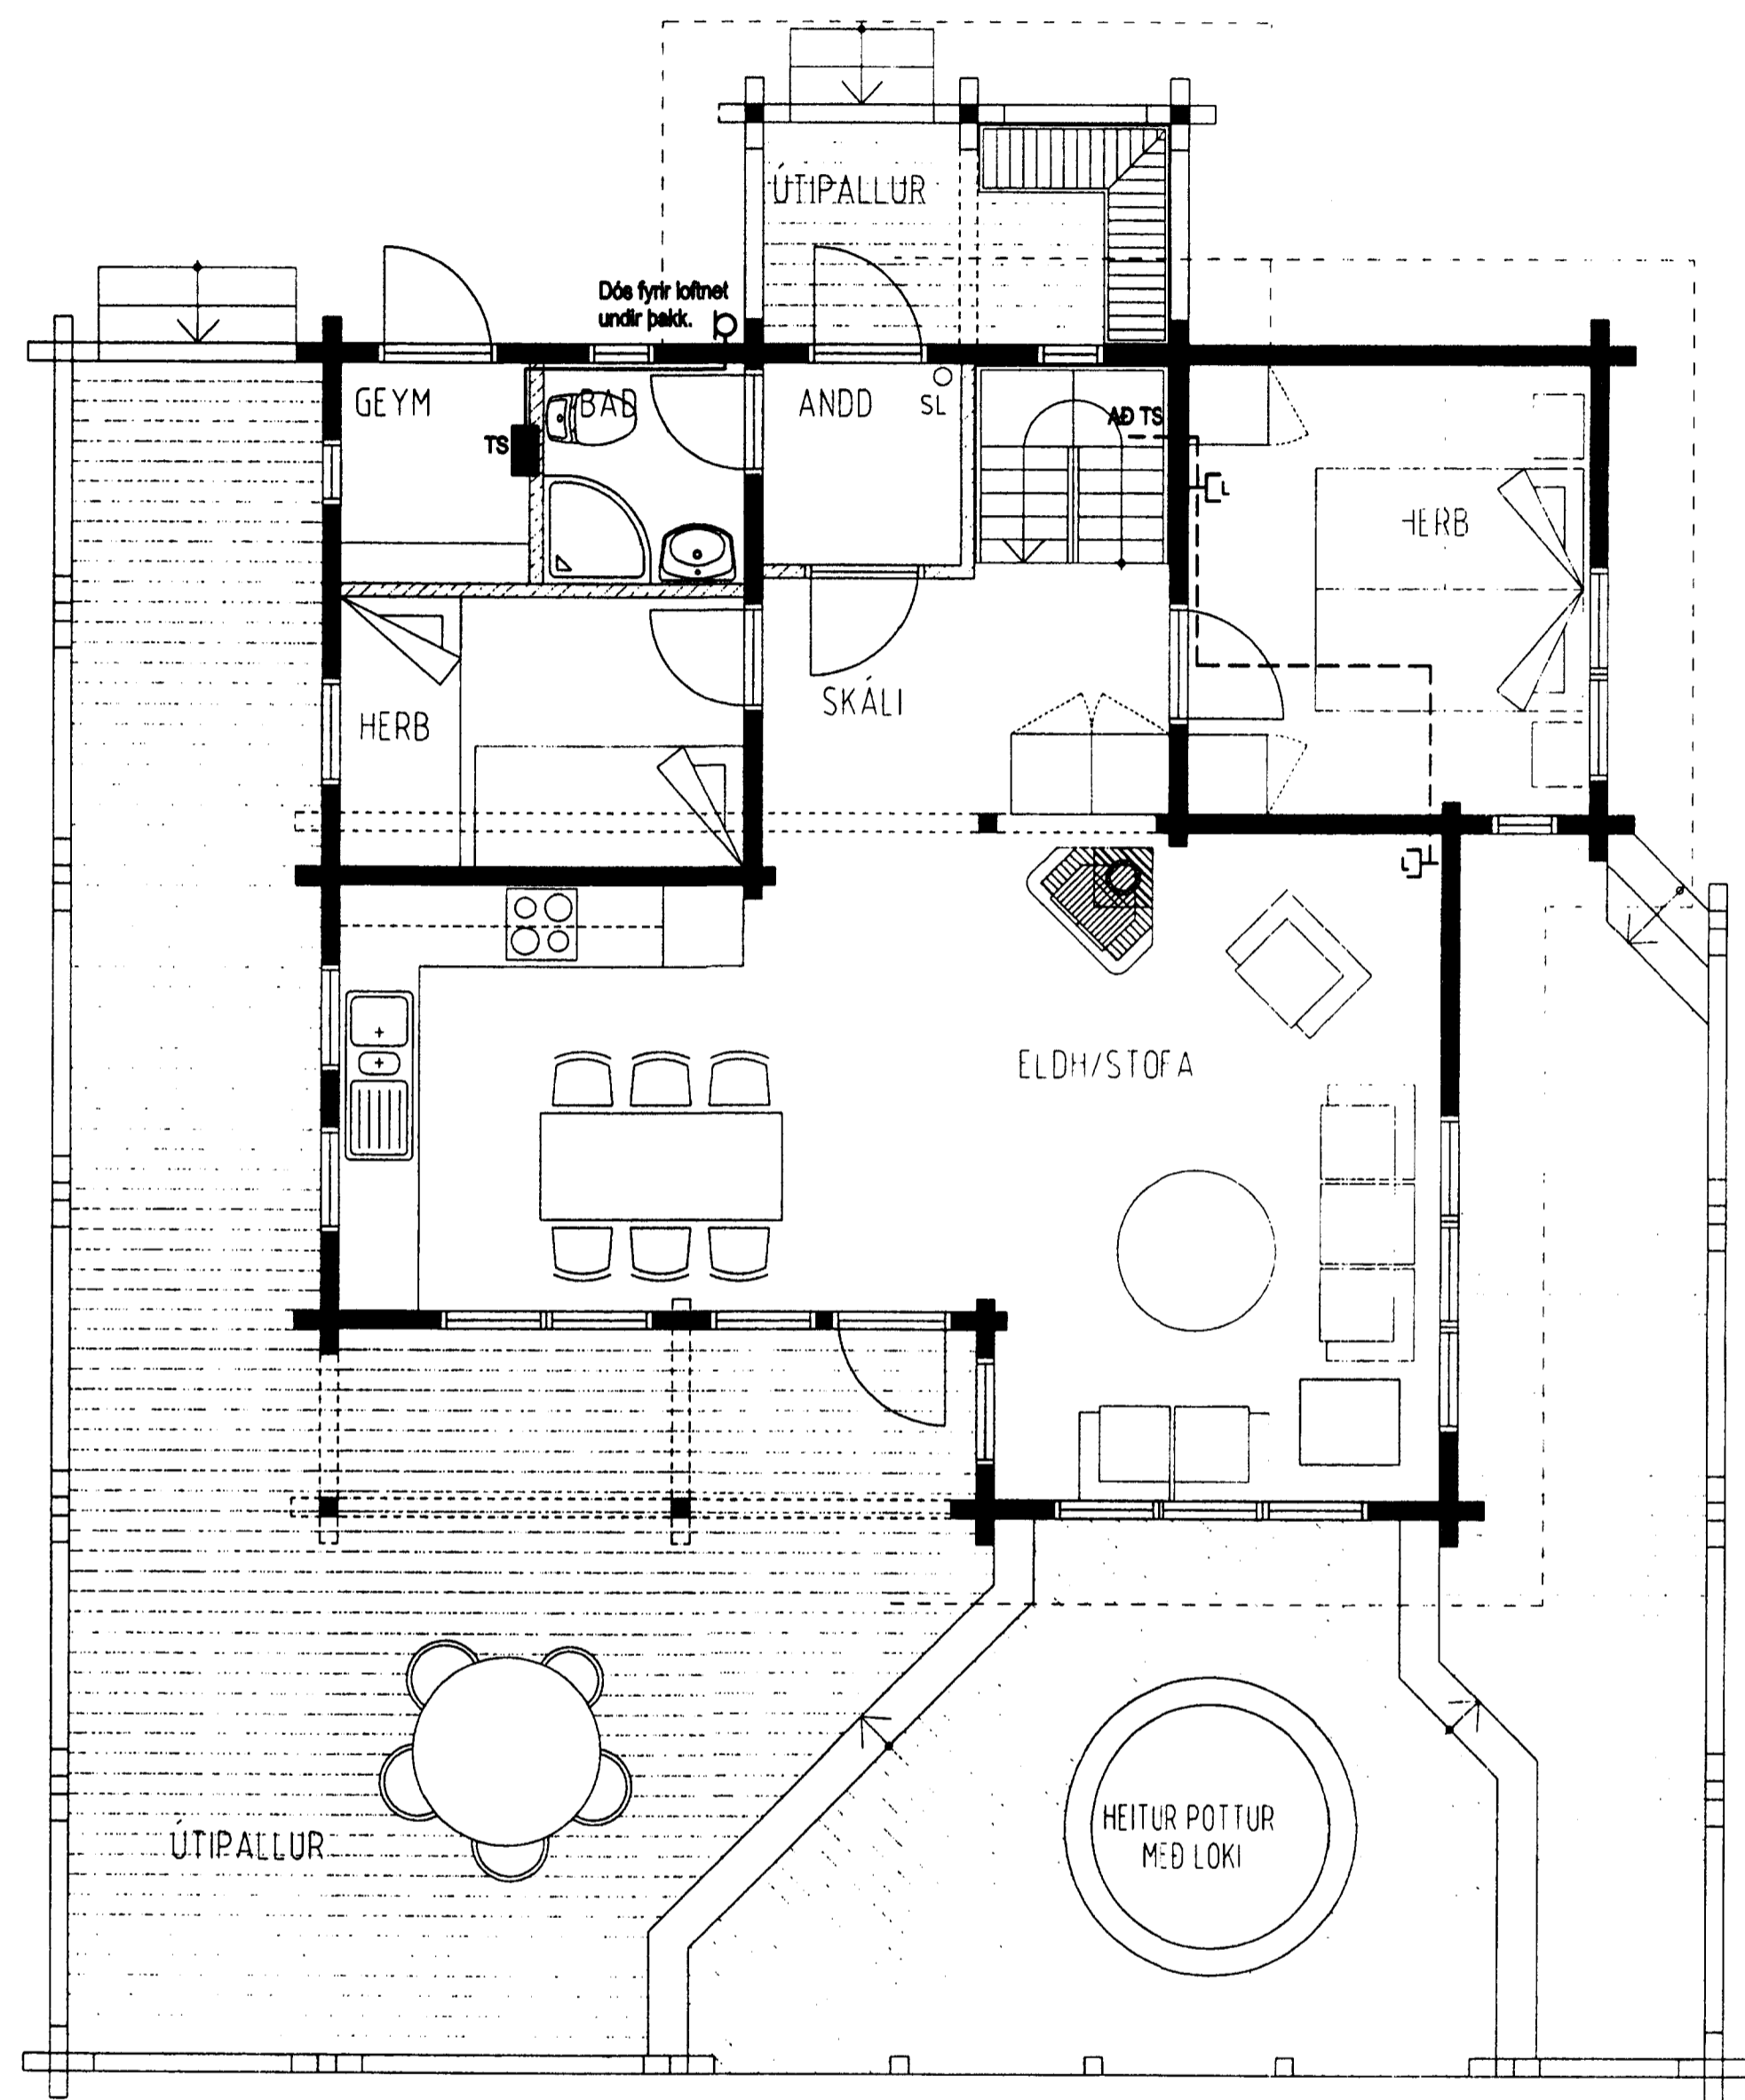 ÚTIPALLUR
Dós fyrir loftnet
undir þakk.
GEYM
BAÐ
ANDD
SL
AÐ TS
TS
L
HERB
HERB
SKÁLI
L
ELDH/STOFA
ÚTIPALLUR
HEITUR POTTUR
MEÐ LOKI